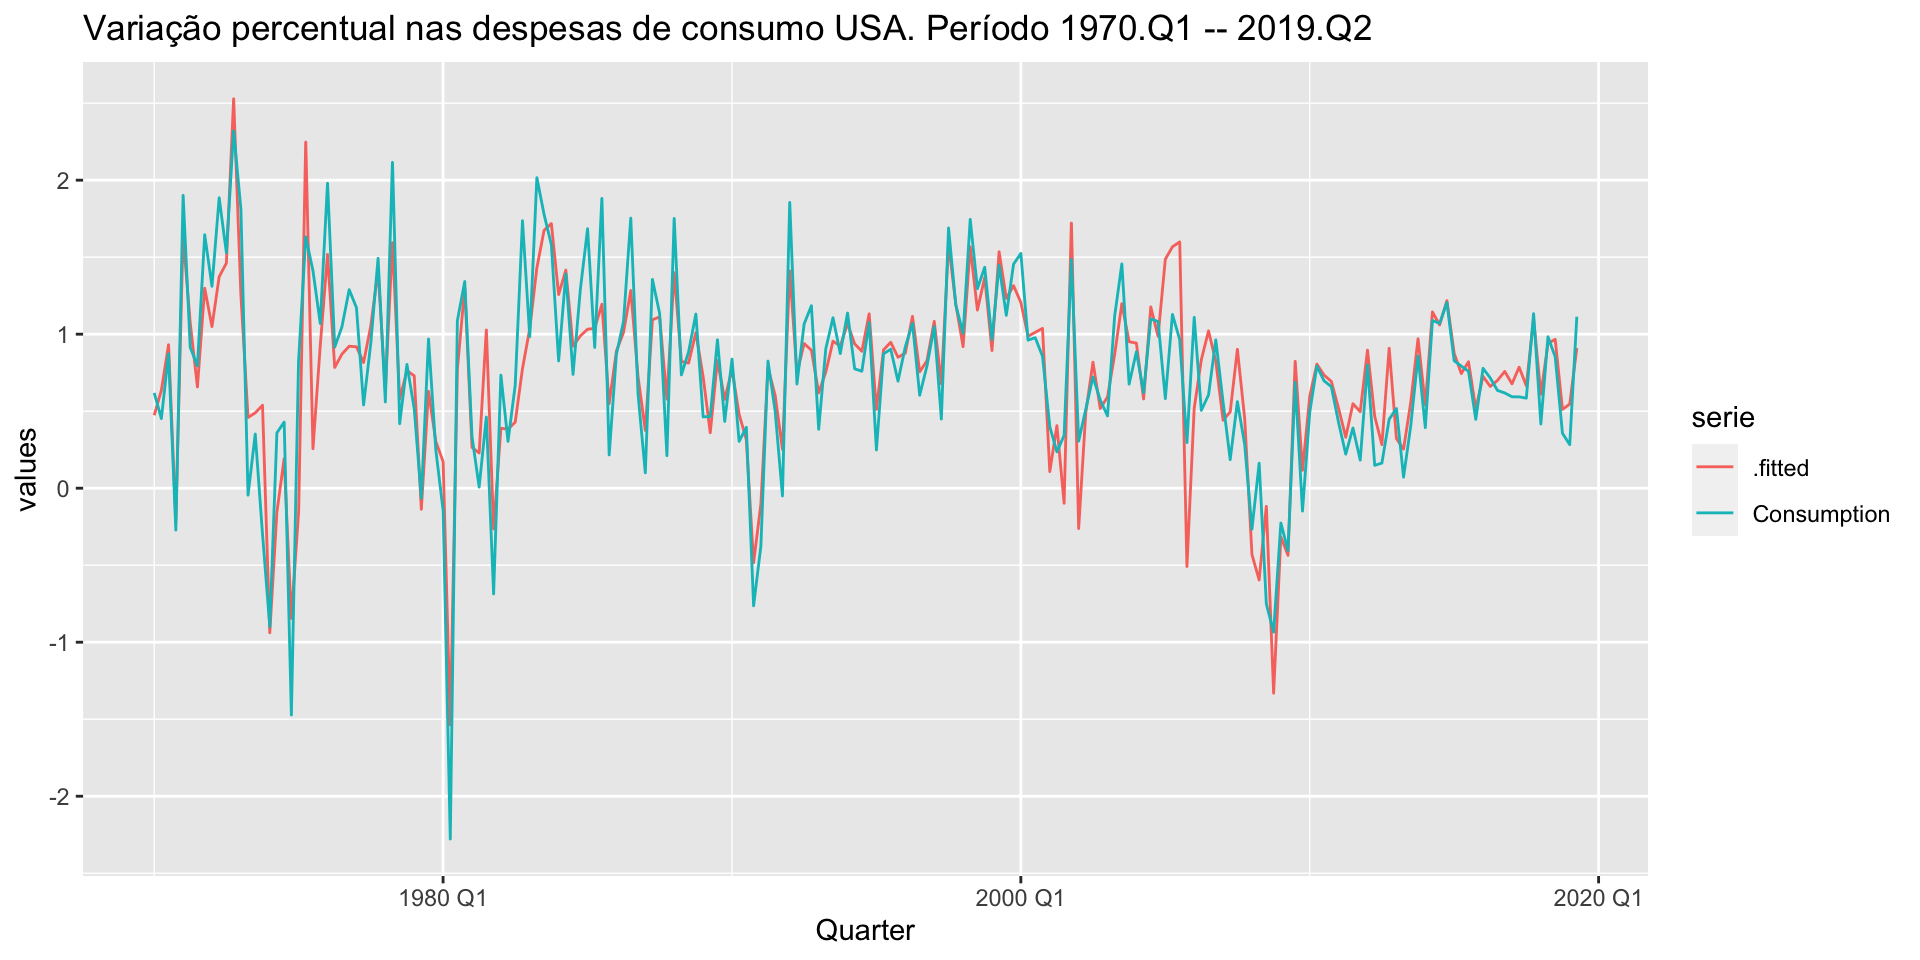 Variação percentual nas despesas de consumo USA. Período 1970.Q1 -- 2019.Q2
values
2
1
0
-1
-2
1980 Q1
2000 Q1
2020 Q1
Quarter
serie
.fitted
Consumption